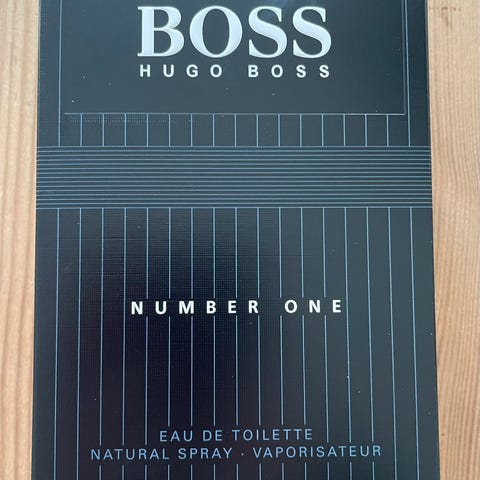 BOSS
HUGO BOSS
NUMBER ONE
EAU DE TOILETTE
NATURAL SPRAY · VAPORISATEUR